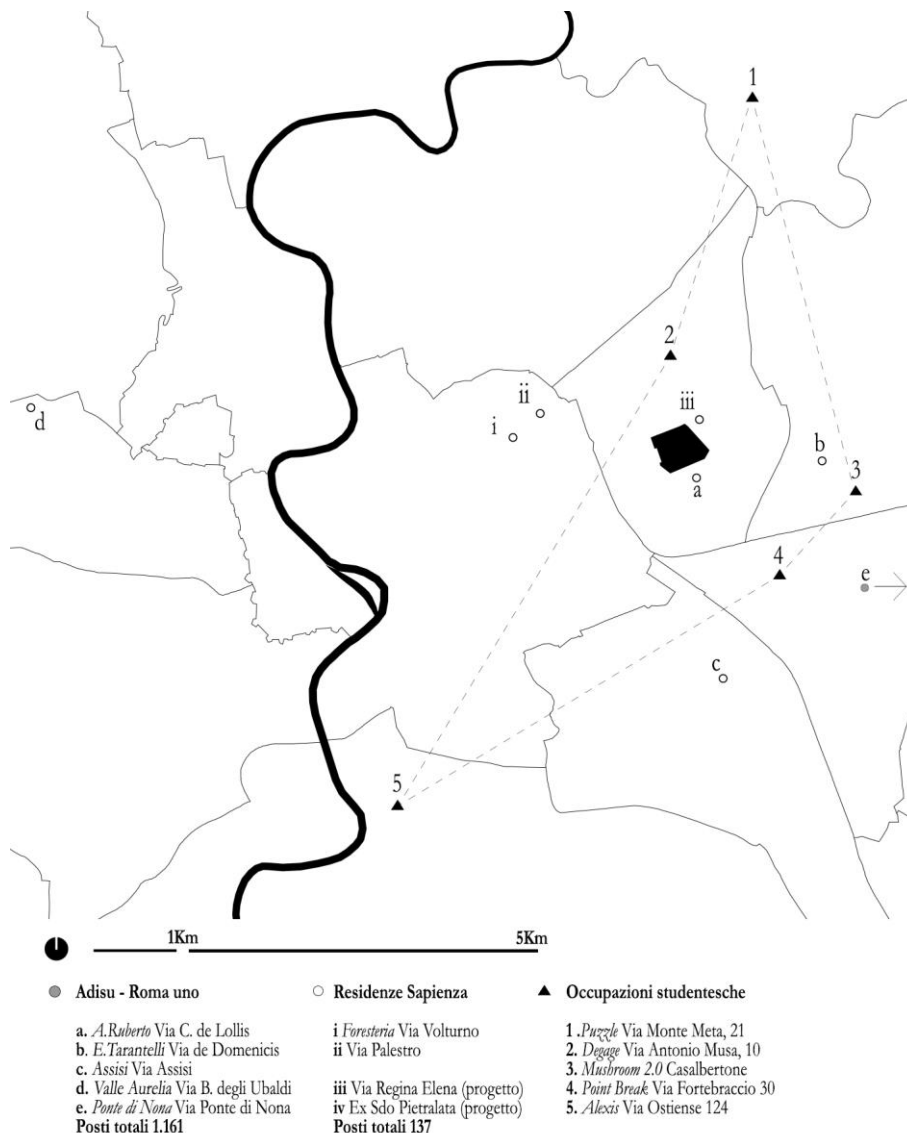 1
2
ii
iii
d
i
b
3
a
4
e
c
5
1Km 5Km
Adisu - Roma uno
a. A.Ruberto Via C. de Lollis
b. E.Tarantelli Via de Domenicis
c. Assisi Via Assisi
d. Valle Aurelia Via B. degli Ubaldi
e. Ponte di Nona Via Ponte di Nona
Posti totali 1.161
Residenze Sapienza
i Foresteria Via Volturno
ii Via Palestro
iii Via Regina Elena (progetto)
iv Ex Sdo Pietralata (progetto)
Posti totali 137
Occupazioni studentesche
1 .Puzzle Via Monte Meta, 21
2. Degage Via Antonio Musa, 10
3. Mushroom 2.0 Casalbertone
4. Point Break Via Fortebraccio 30
5. Alexis Via Ostiense 124